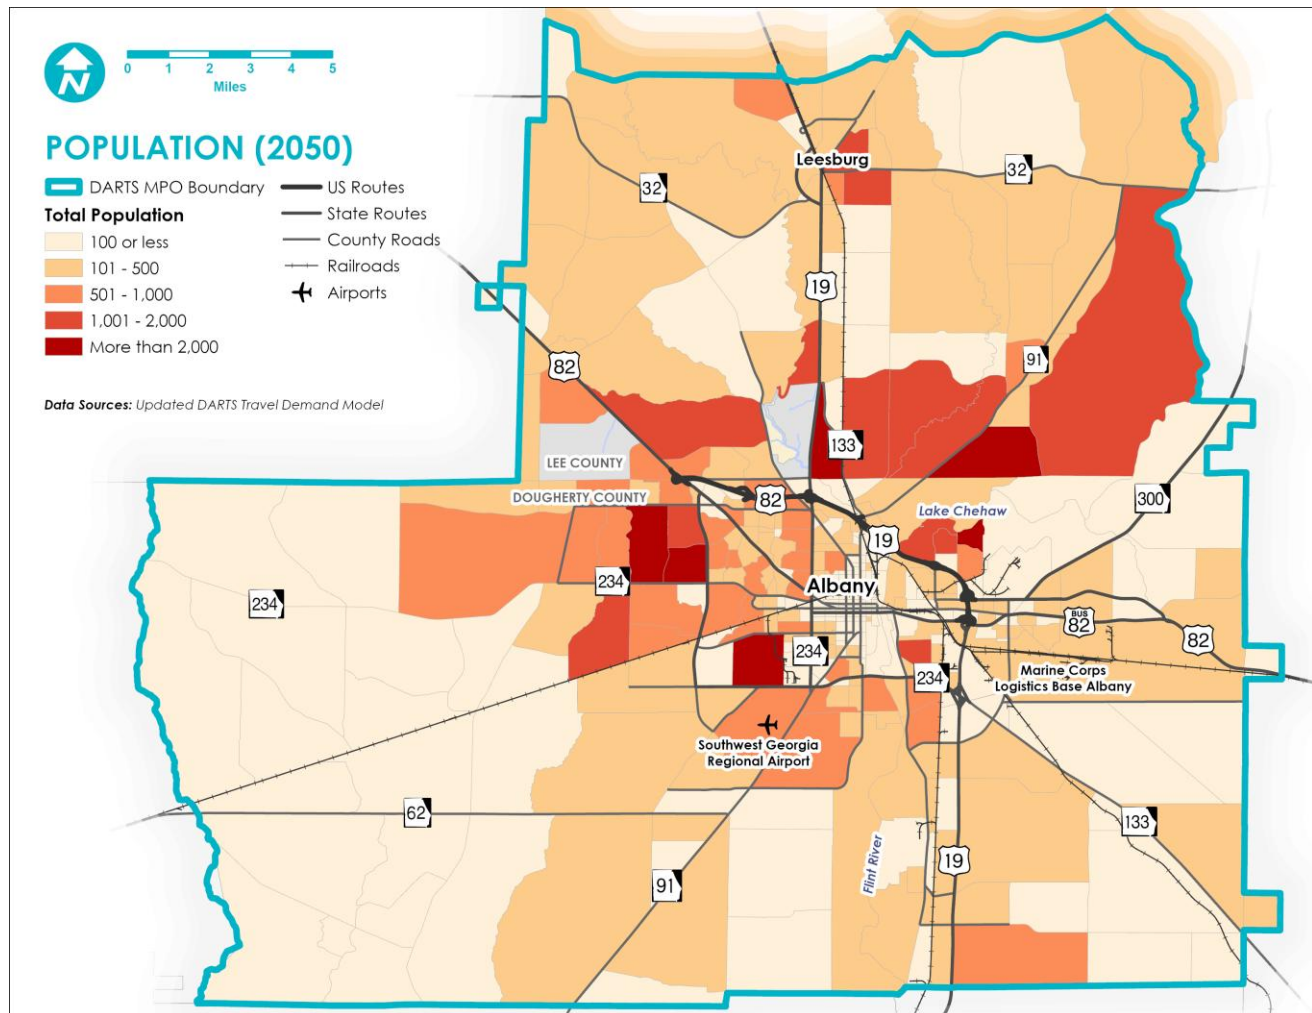 N
0 1 2 3 4 5
Miles
POPULATION (2050)
DARTS MPO Boundary
Total Population
100 or less
101 - 500
501 - 1,000
1,001 - 2,000
More than 2,000
US Routes
State Routes
County Roads
Railroads
Airports
Data Sources: Updated DARTS Travel Demand Model
Leesburg
32
32
19
82
91
133
LEE COUNTY
DOUGHERTY COUNTY
82
300
Lake Chehaw
19
234
234
Albany
BUS
82
82
234
234
Marine Corps
Logistics Base Albany
Southwest Georgia
Regional Airport
62
133
Flint River
19
91